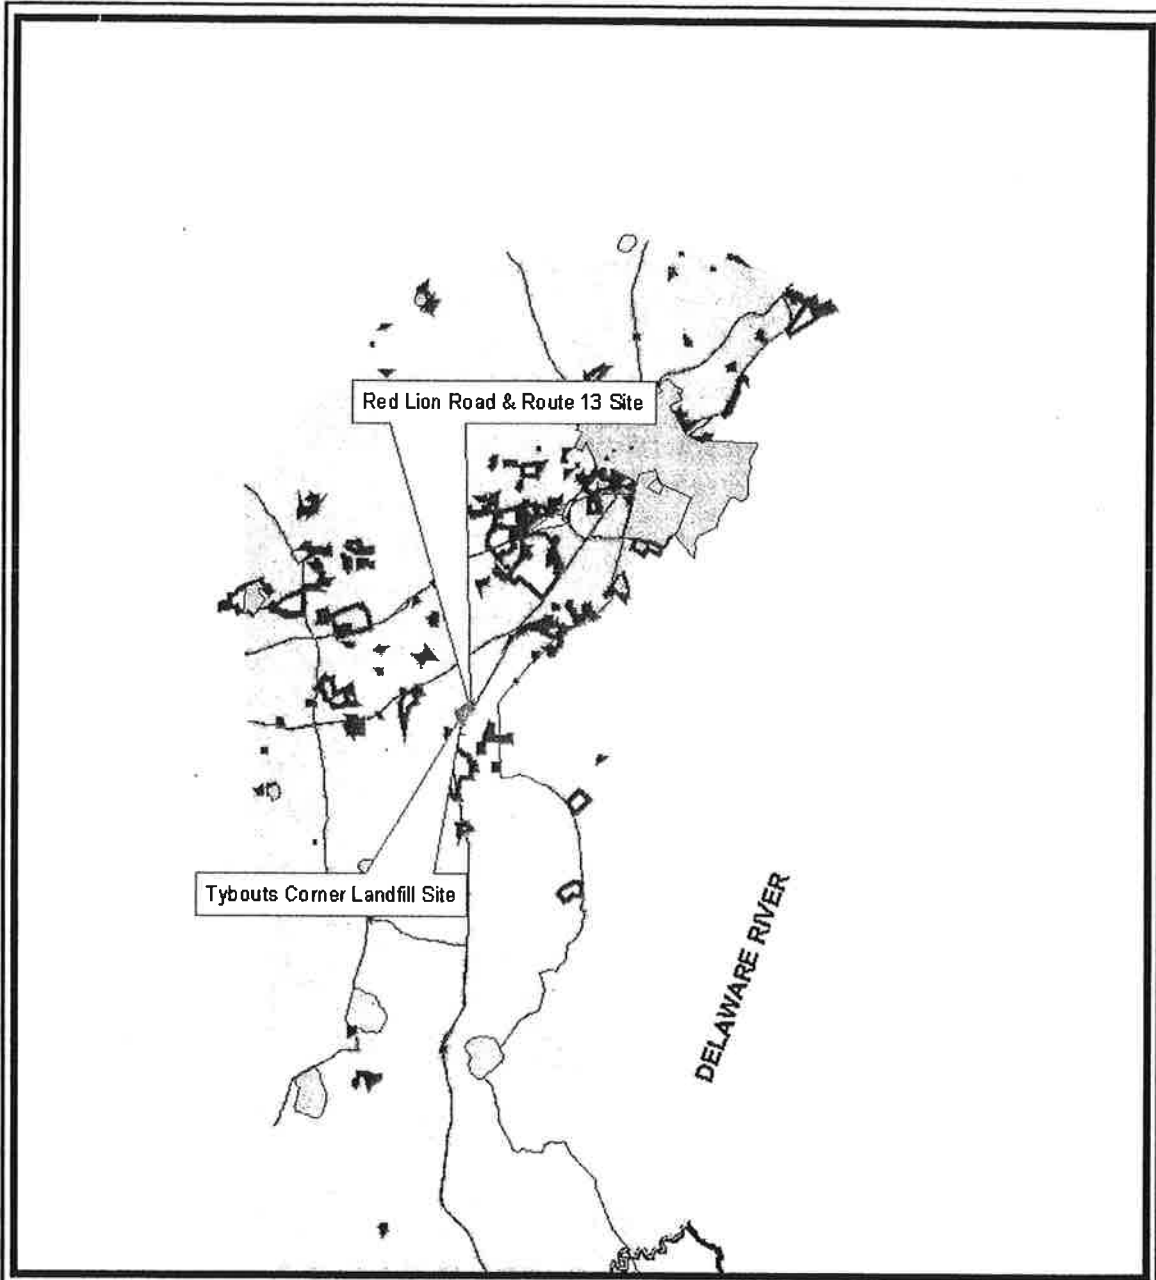 Red Lion Road & Route 13 Site
Tybouts Corner Landfill Site
DELAWARE RIVER